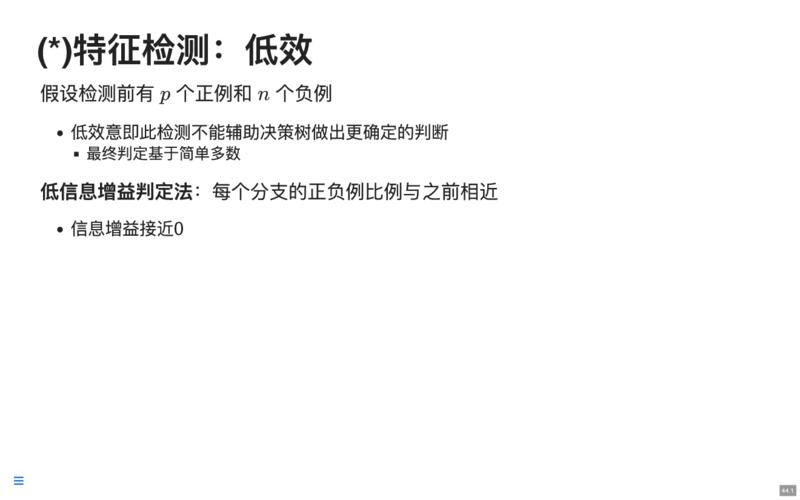 (*)特征检测：低效
假设检测前有 p 个正例和 n 个负例
低效意即此检测不能辅助决策树做出更确定的判断
最终判定基于简单多数
低信息增益判定法：每个分支的正负例比例与之前相近
信息增益接近0
44.1